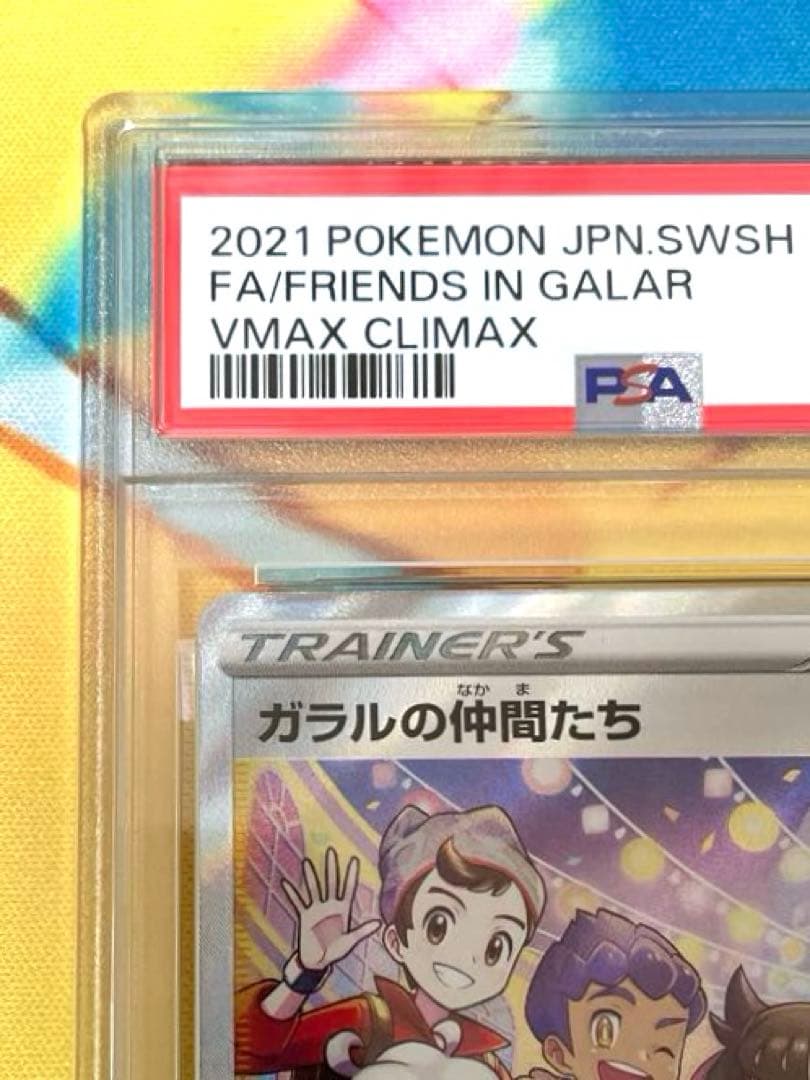 2021 POKEMON JPN.SWSH
FA/FRIENDS IN GALAR
VMAX CLIMAX
PSA
TRAINER'S
なかま
ガラルの仲間たち